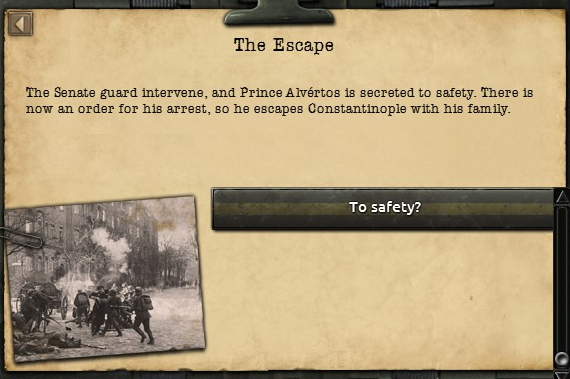 The Escape
The Senate guard intervene, and Prince Alvértos is secreted to safety. There is
now an order for his arrest, so he escapes Constantinople with his family.
To safety?